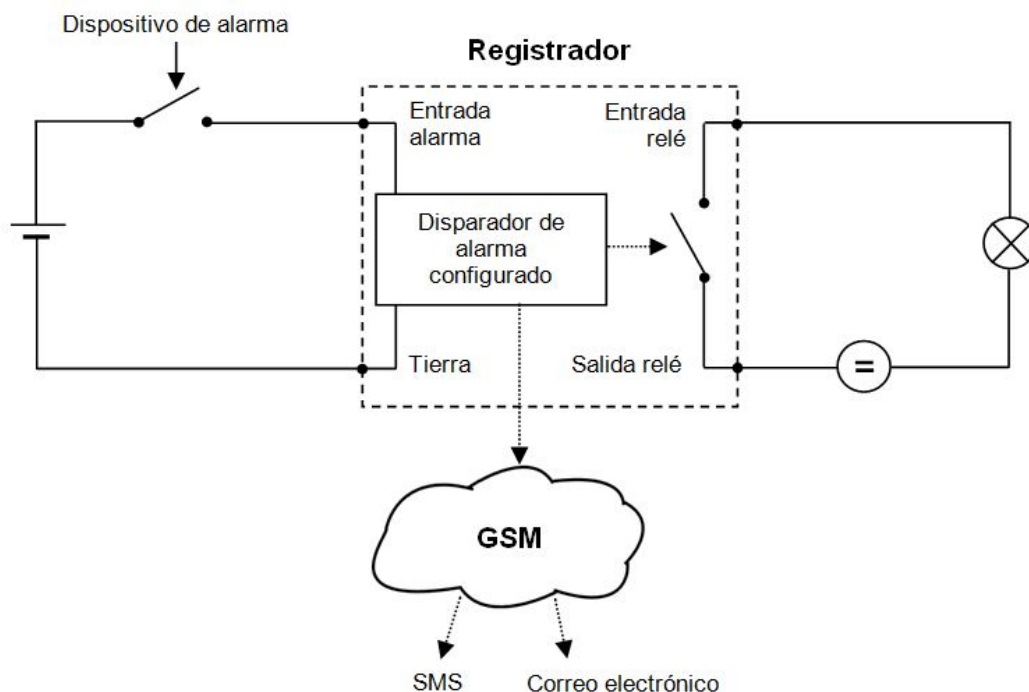 Dispositivo de alarma
Registrador
Entrada
alarma
Entrada
relé
Disparador de
alarma
configurado
Tierra
Salida relé
=
GSM
SMS
Correo electrónico